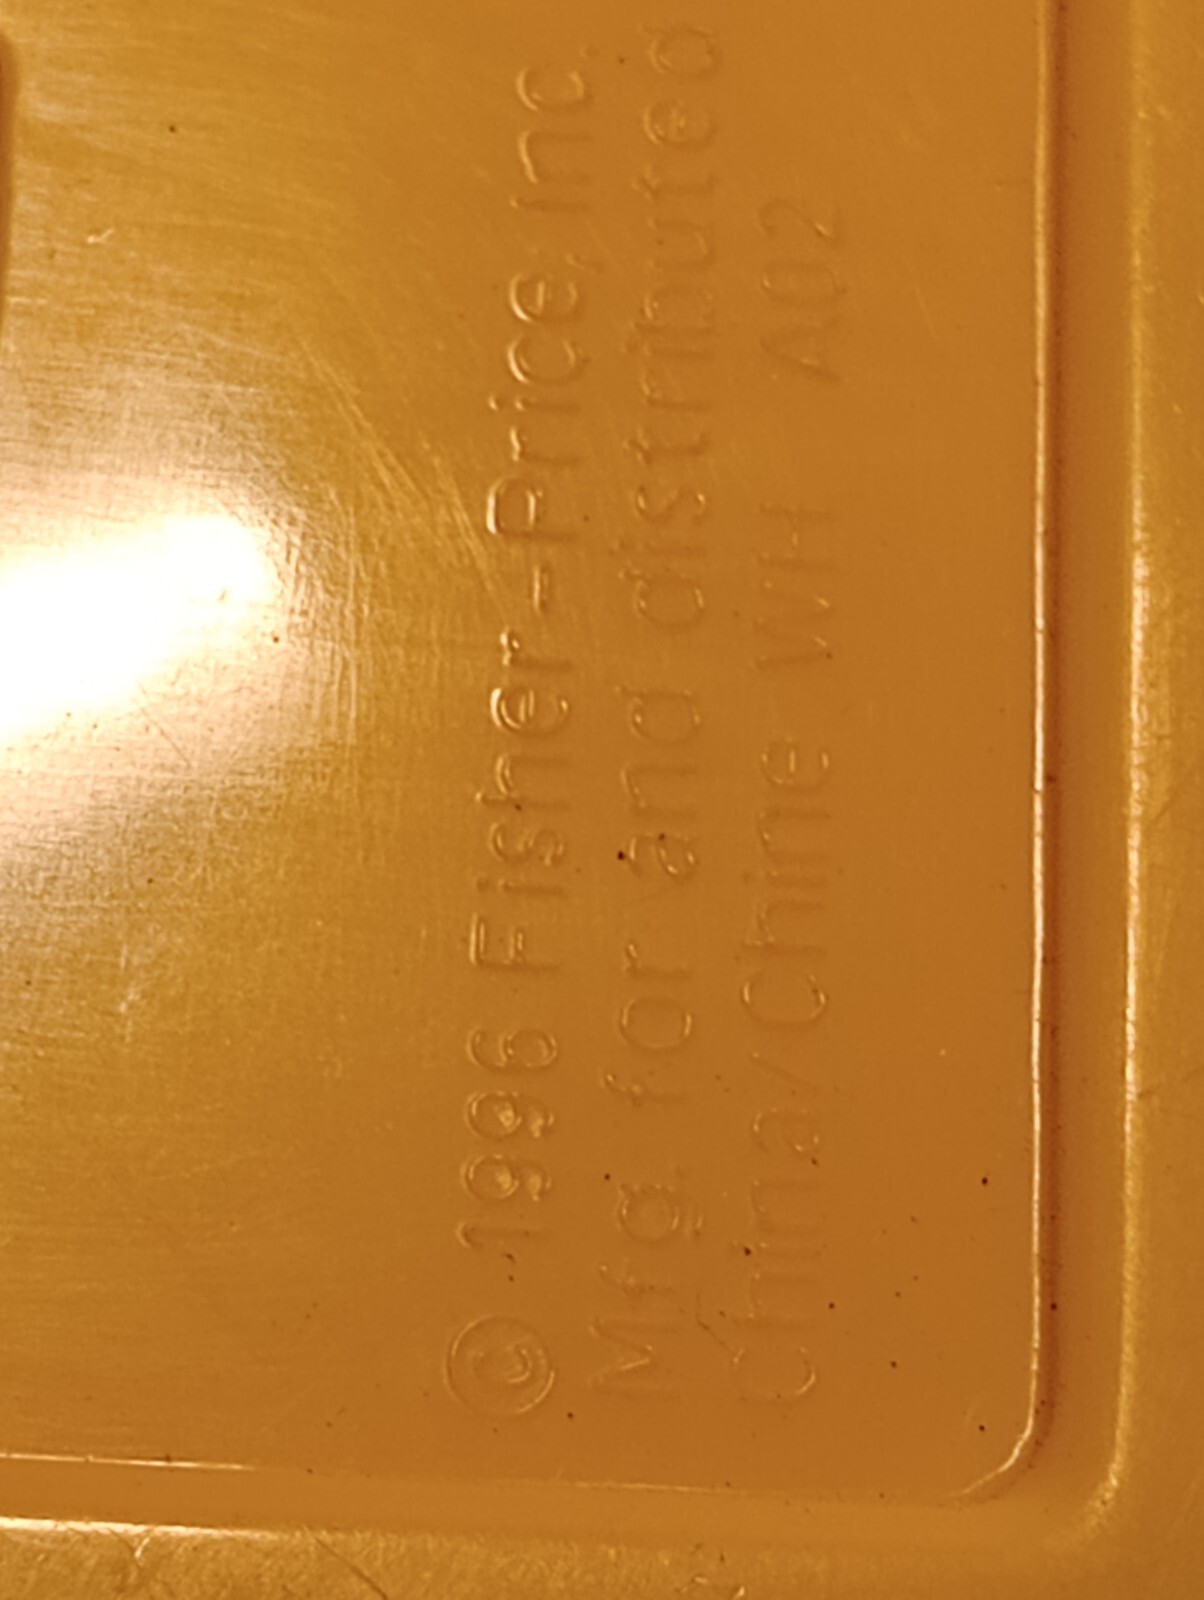 © 1996 Fisher-Price, Inc.
Mfg. for and distributed
China/Chine WH A02